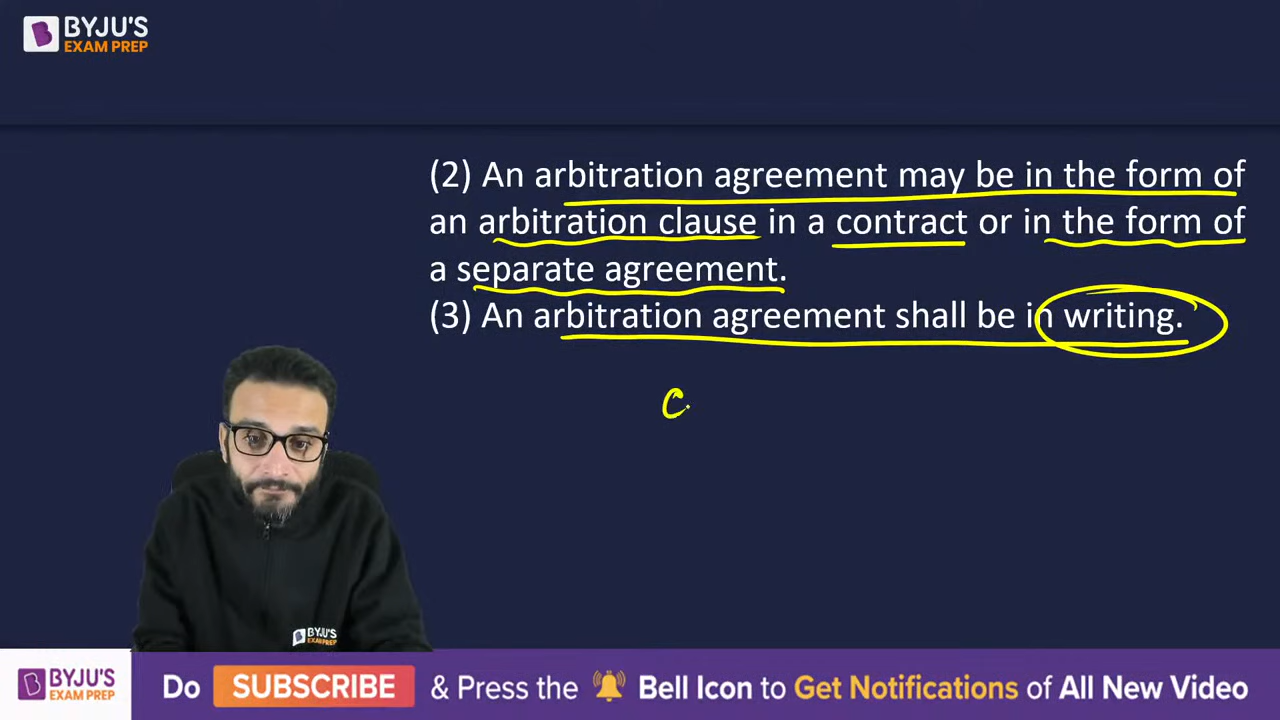 BYJU'S
EXAM PREP
(2) An arbitration agreement may be in the form of
an arbitration clause in a contract or in the form of
a separate agreement.
(3) An arbitration agreement shall be in writing.
C
BYJU'S
EXAM PREP
BYJU'S
EXAM PREP
Do SUBSCRIBE & Press the Bell Icon to Get Notifications of All New Video